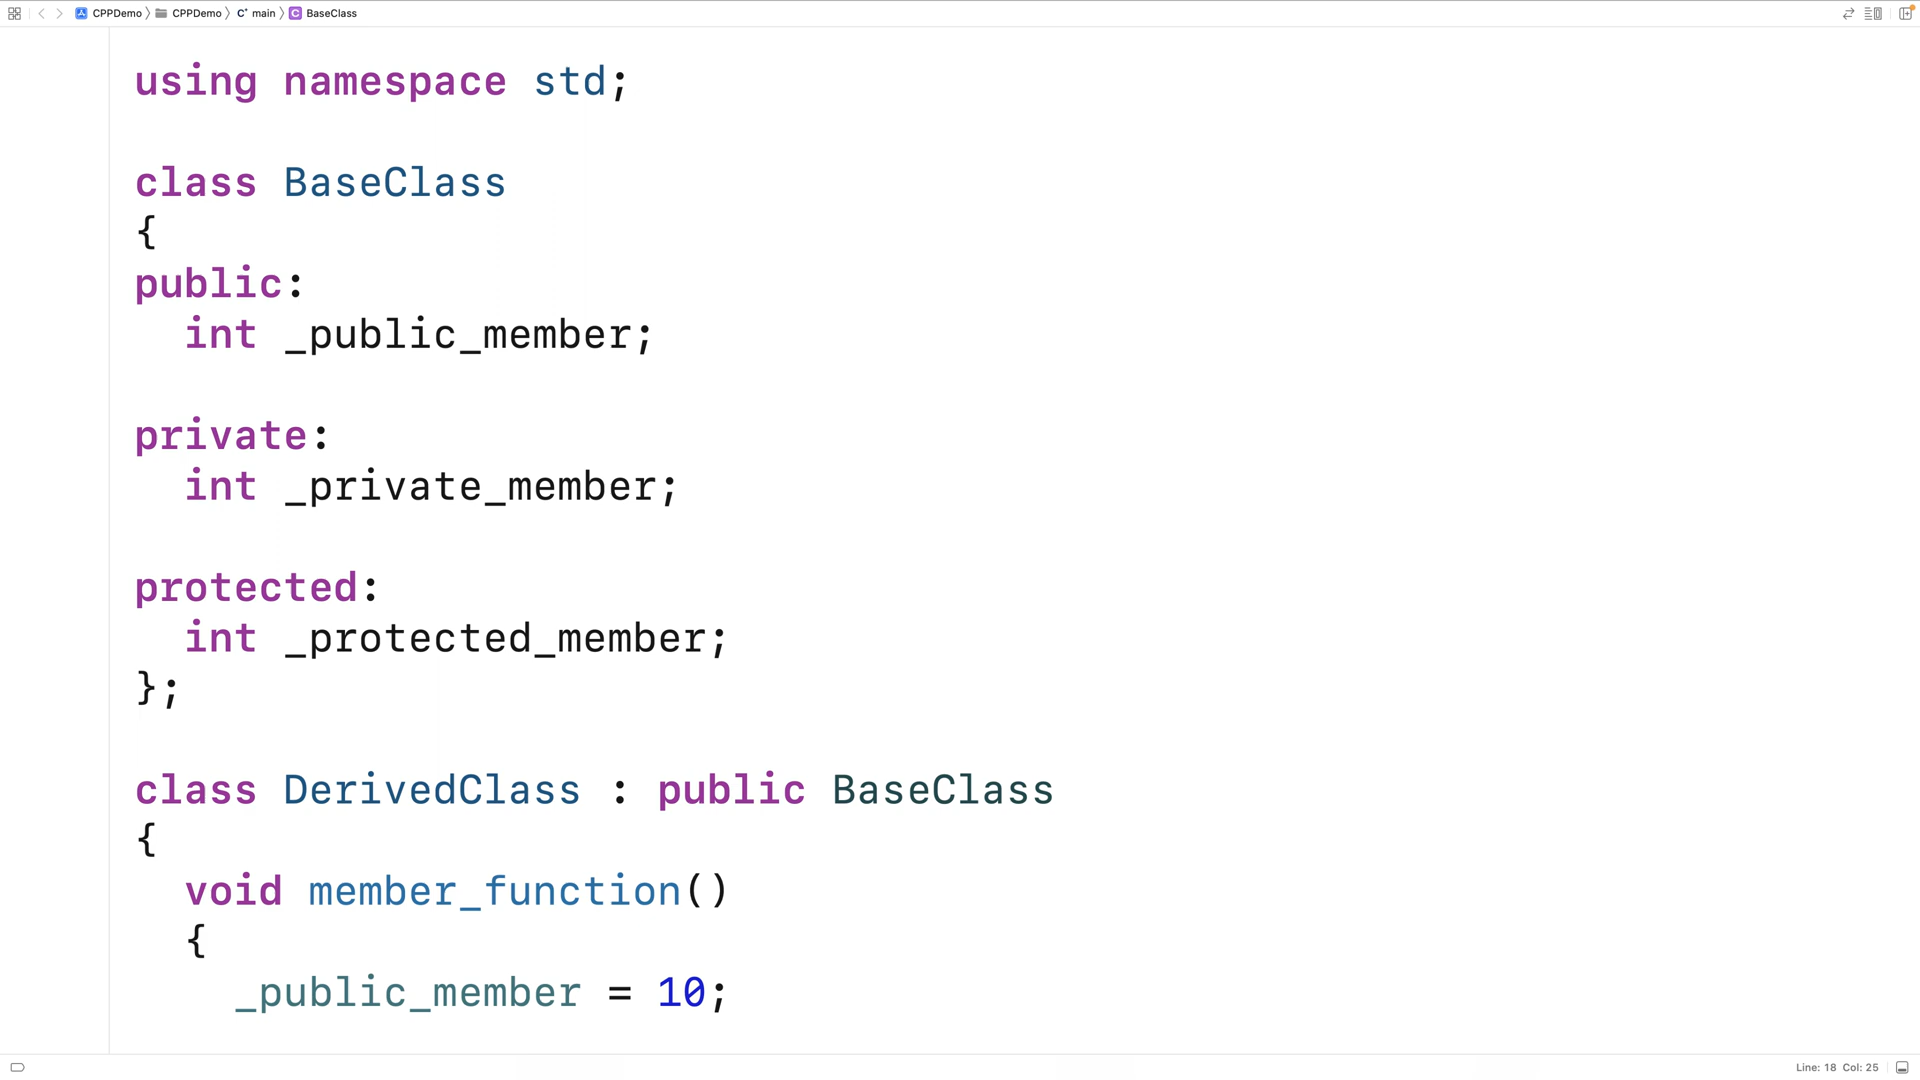 CPPDemo CPPDemo C+ main C BaseClass
using namespace std;
class BaseClass
{
public:
int _public_member;
private:
int _private_member;
protected:
int _protected_member;
};
class DerivedClass : public BaseClass
{
void member_function()
{
_public_member = 10;
Line: 18 Col: 25